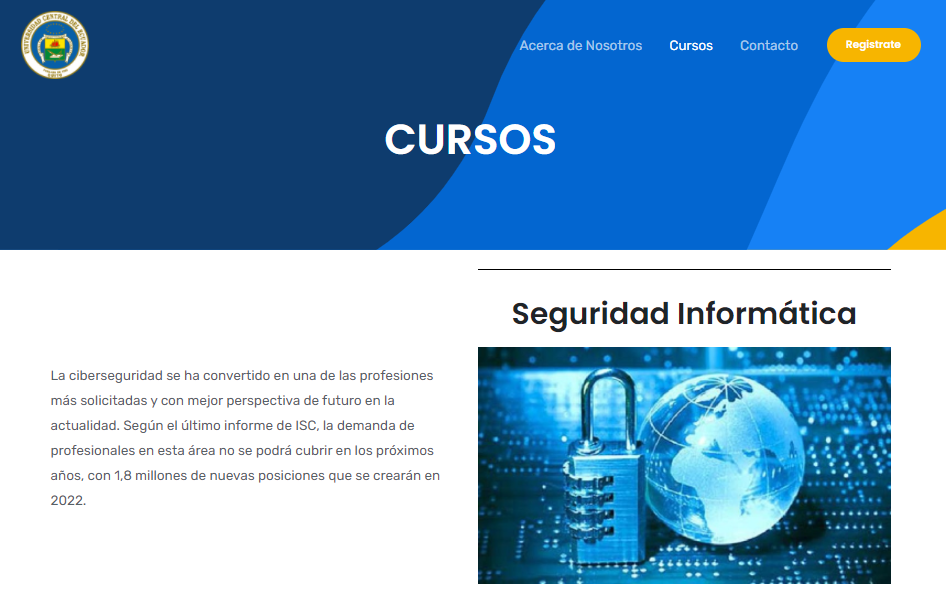 UNIVERSIDAD CENTRAL DEL ECUADOR
Acerca de Nosotros
Cursos
Contacto
Regístrate
CURSOS
Seguridad Informática
La ciberseguridad se ha convertido en una de las profesiones
más solicitadas y con mejor perspectiva de futuro en la
actualidad. Según el último informe de ISC, la demanda de
profesionales en esta área no se podrá cubrir en los próximos
años, con 1,8 millones de nuevas posiciones que se crearán en
2022.